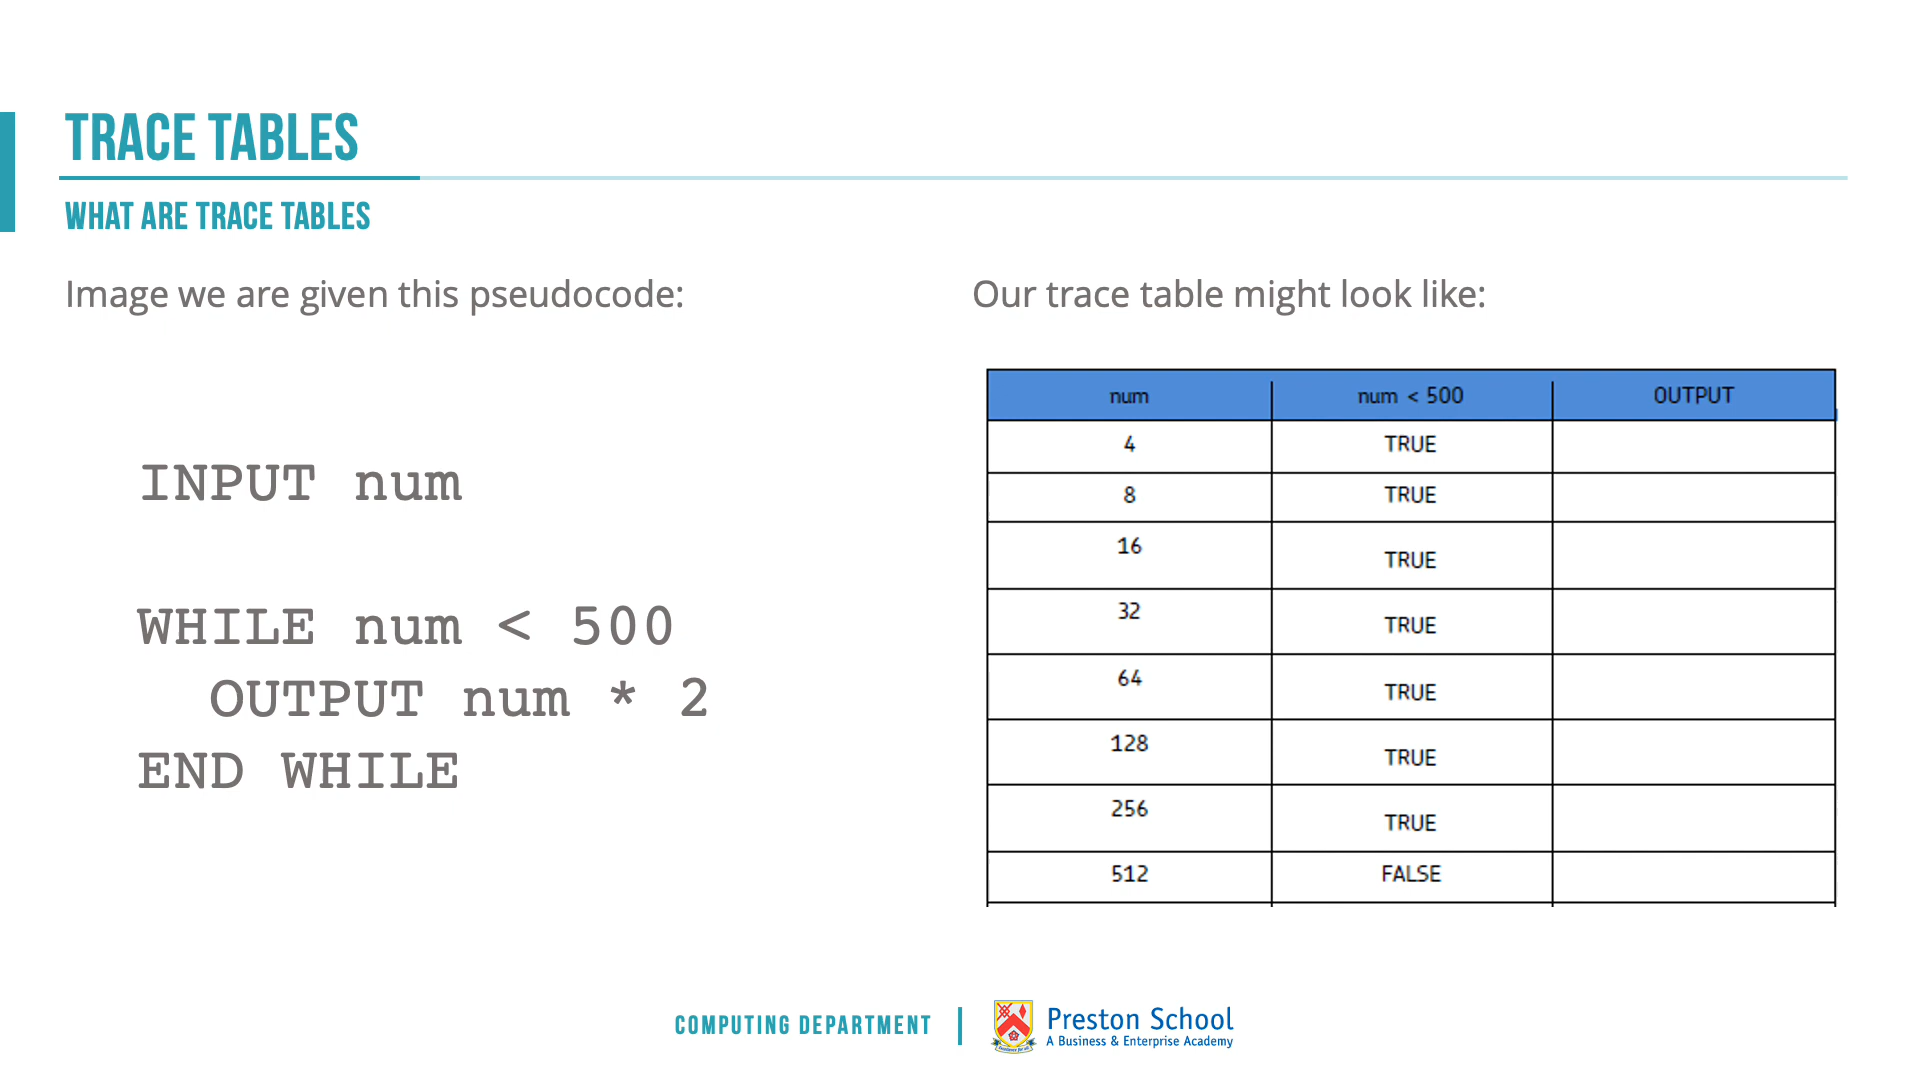 TRACE TABLES
WHAT ARE TRACE TABLES
Image we are given this pseudocode:
INPUT num
WHILE num < 500
OUTPUT num * 2
END WHILE
Our trace table might look like:
num num < 500 OUTPUT
4 TRUE
8 TRUE
16 TRUE
32 TRUE
64 TRUE
128 TRUE
256 TRUE
512 FALSE
COMPUTING DEPARTMENT
Preston School
A Business & Enterprise Academy